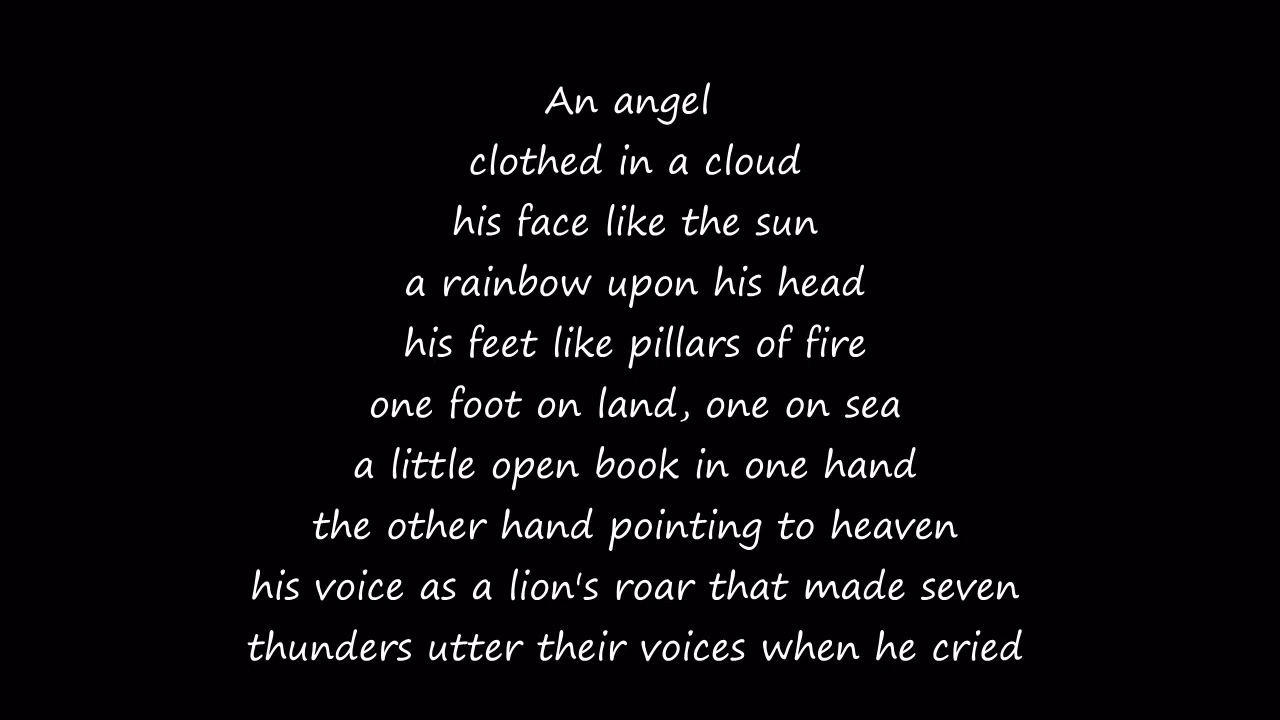 An angel
clothed in a cloud
his face like the sun
a rainbow upon his head
his feet like pillars of fire
one foot on land, one on sea
a little open book in one hand
the other hand pointing to heaven
his voice as a lion's roar that made seven
thunders utter their voices when he cried